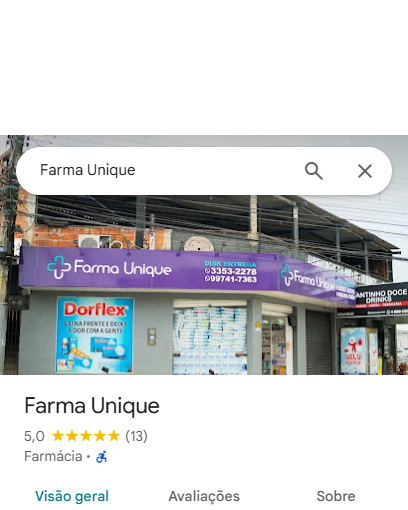 Farma Unique
Farma Unique
DISK ENTREGA
3353-2278
99741-7363
Farma Unique
Dorflex
VAI NA FRENTE E DEIXA
A DOR COM A GENTE
ANTINHO DOCE
DRINKS
Farma Unique
5,0 ★★★★★ (13)
Farmácia •
Visão geral
Avaliações
Sobre